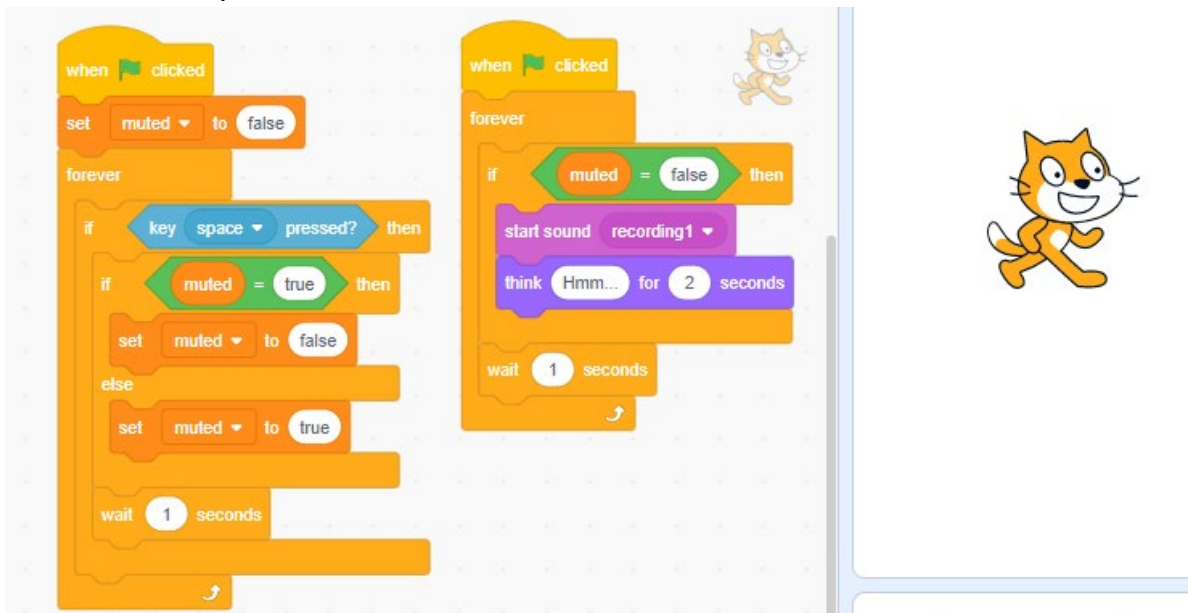 when clicked
set muted to false
forever
if key space pressed? then
if muted = true then
set muted to false
else
set muted to true
wait 1 seconds
when clicked
forever
if muted = false then
start sound recording1
think Hmm... for 2 seconds
wait 1 seconds